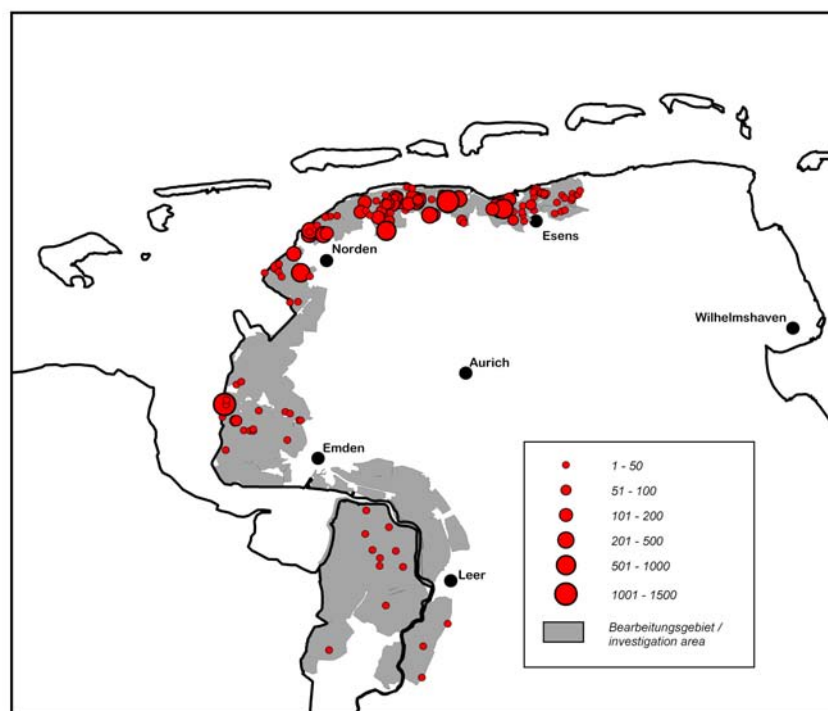 Esens
Norden
Wilhelmshaven
Aurich
Emden
Leer
1 - 50
51 - 100
101 - 200
201 - 500
501 - 1000
1001 - 1500
Bearbeitungsgebiet /
investigation area